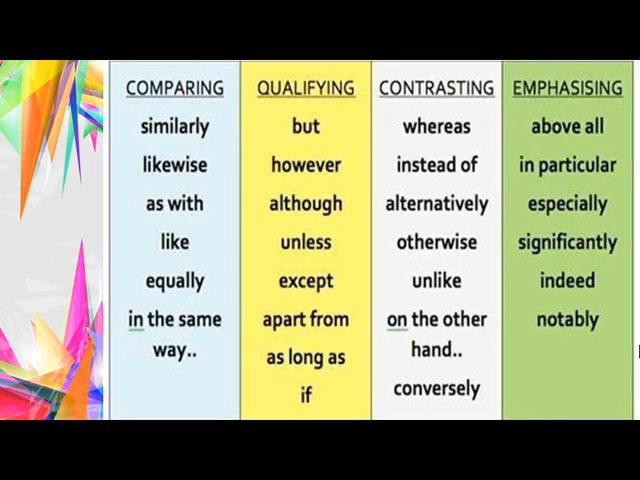 COMPARING
similarly
likewise
as with
like
equally
in the same
way..
QUALIFYING
but
however
although
unless
except
apart from
as long as
if
CONTRASTING
whereas
instead of
alternatively
otherwise
unlike
on the other
hand..
conversely
EMPHASISING
above all
in particular
especially
significantly
indeed
notably